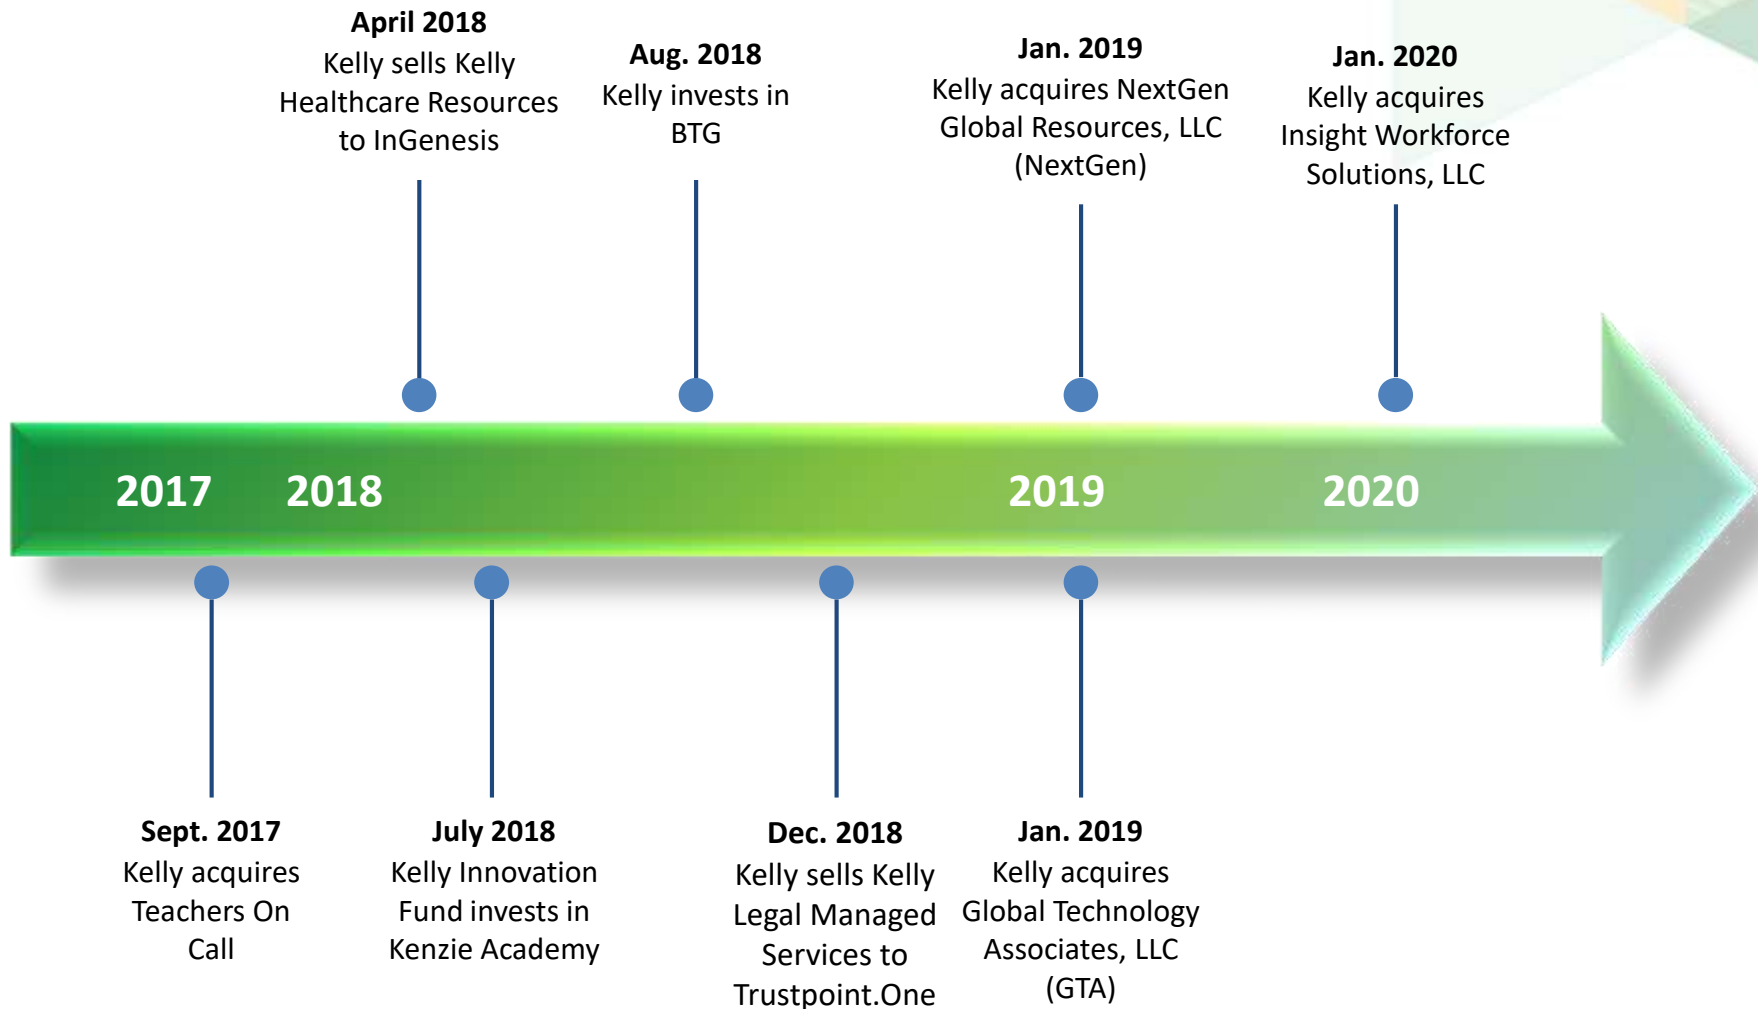 April 2018
Kelly sells Kelly
Healthcare Resources
to InGenesis
Aug. 2018
Kelly invests in
BTG
Jan. 2019
Kelly acquires NextGen
Global Resources, LLC
(NextGen)
Jan. 2020
Kelly acquires
Insight Workforce
Solutions, LLC
2017
2018
2019
2020
Sept. 2017
Kelly acquires
Teachers On
Call
July 2018
Kelly Innovation
Fund invests in
Kenzie Academy
Dec. 2018
Kelly sells Kelly
Legal Managed
Services to
Trustpoint.One
Jan. 2019
Kelly acquires
Global Technology
Associates, LLC
(GTA)